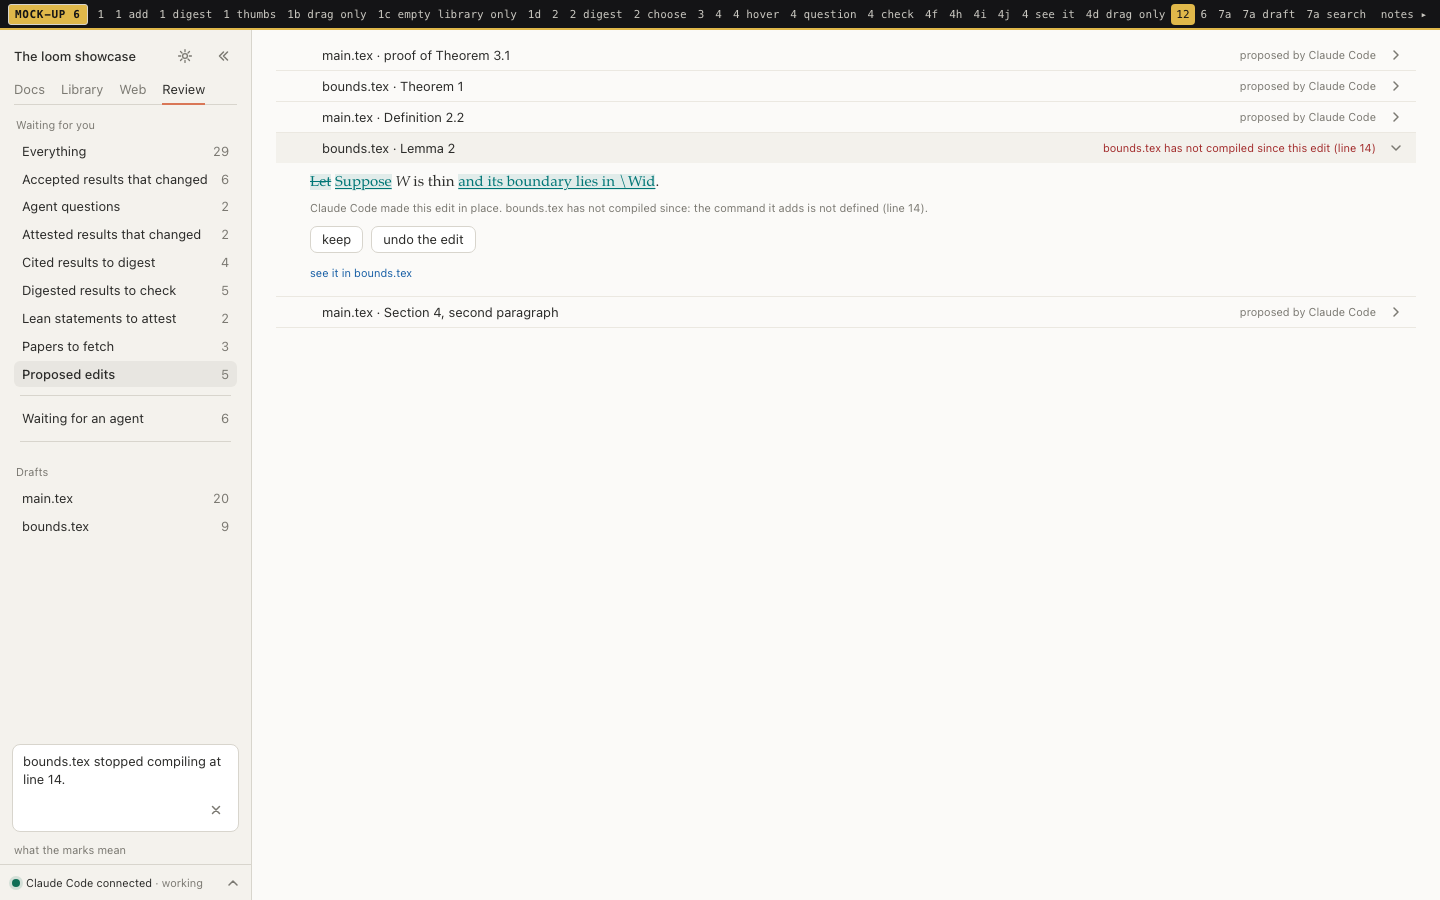 MOCK-UP 6 1 1 add 1 digest 1 thumbs 1b drag only 1c empty library only 1d 2 2 digest 2 choose 3 4 4 hover 4 question 4 check 4f 4h 4i 4j 4 see it 4d drag only 12 6 7a 7a draft 7a search notes ▸
The loom showcase
Docs Library Web Review
Waiting for you
Everything 29
Accepted results that changed 6
Agent questions 2
Attested results that changed 2
Cited results to digest 4
Digested results to check 5
Lean statements to attest 2
Papers to fetch 3
Proposed edits 5
Waiting for an agent 6
Drafts
main.tex 20
bounds.tex 9
bounds.tex stopped compiling at
line 14.
what the marks mean
Claude Code connected · working
main.tex · proof of Theorem 3.1 proposed by Claude Code
bounds.tex · Theorem 1 proposed by Claude Code
main.tex · Definition 2.2 proposed by Claude Code
bounds.tex · Lemma 2 bounds.tex has not compiled since this edit (line 14)
Let Suppose W is thin and its boundary lies in \Wid.
Claude Code made this edit in place. bounds.tex has not compiled since: the command it adds is not defined (line 14).
keep undo the edit
see it in bounds.tex
main.tex · Section 4, second paragraph proposed by Claude Code